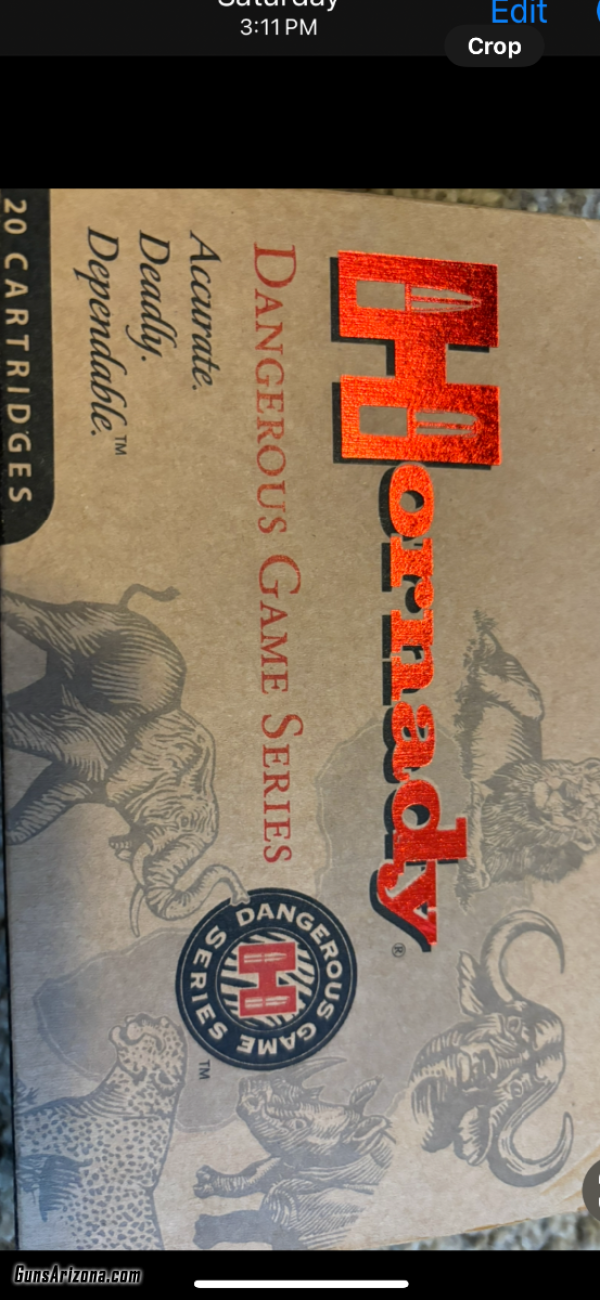 Saturday
3:11 PM
Edit
Crop
Hornady®
DANGEROUS GAME SERIES
Accurate.
Deadly.
Dependable.™
20 CARTRIDGES
DANGEROUS GAME
SERIES™
GunsArizona.com